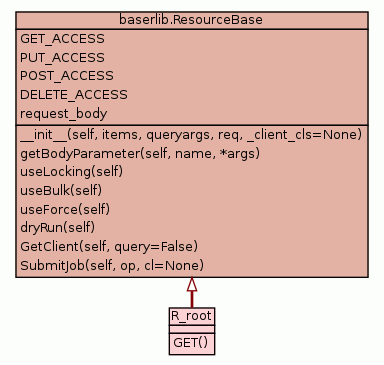 baserlib.ResourceBase
GET_ACCESS
PUT_ACCESS
POST_ACCESS
DELETE_ACCESS
request_body
__init__(self, items, queryargs, req, _client_cls=None)
getBodyParameter(self, name, *args)
useLocking(self)
useBulk(self)
useForce(self)
dryRun(self)
GetClient(self, query=False)
SubmitJob(self, op, cl=None)
R_root
GET()